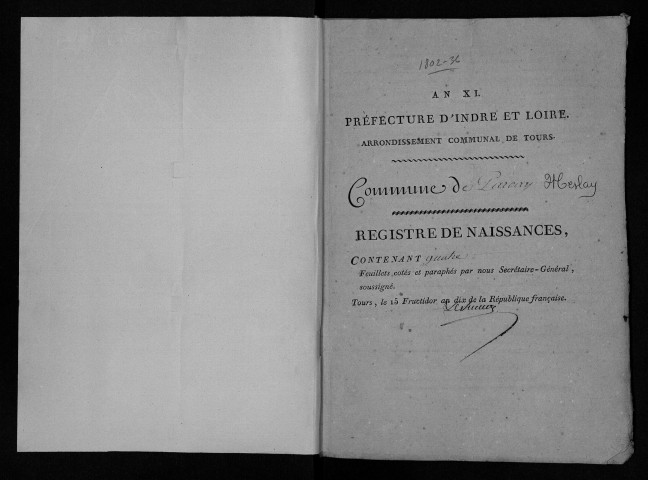 1802-36
AN XI.
PRÉFECTURE D'INDRE ET LOIRE.
ARRONDISSEMENT COMMUNAL DE TOURS.
Commune de Meslay
REGISTRE DE NAISSANCES,
CONTENANT quatre
Feuillets cotés et paraphés par nous Secrétaire-Général,
soussigné.
Tours, le 15 Fructidor an dix de la République française.